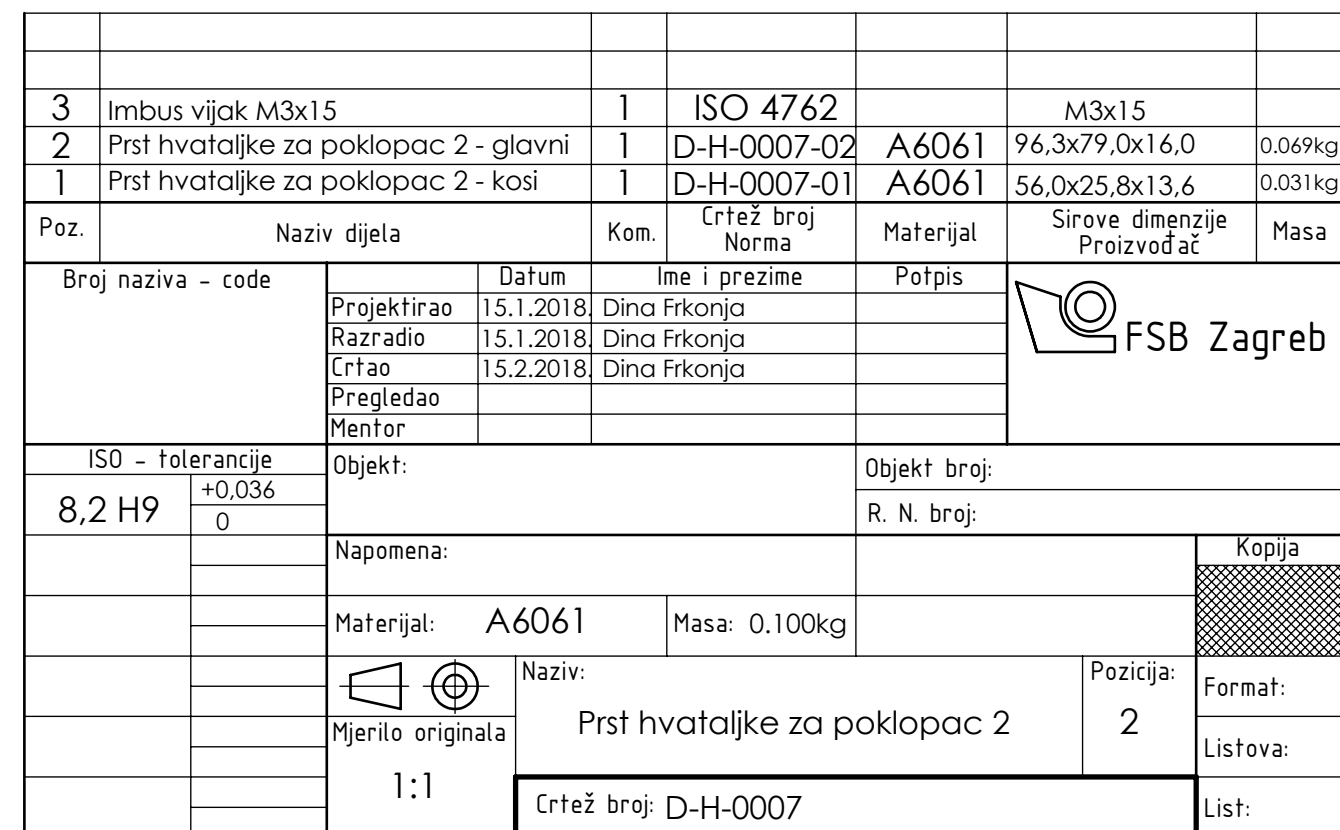 3 Imbus vijak M3x15 1 ISO 4762 M3x15
2 Prst hvataljke za poklopac 2 - glavni 1 D-H-0007-02 A6061 96,3x79,0x16,0 0.069kg
1 Prst hvataljke za poklopac 2 - kosi 1 D-H-0007-01 A6061 56,0x25,8x13,6 0.031kg
Poz. Naziv dijela Kom. Crtež broj Norma Materijal Sirove dimenzije Proizvođač Masa
Broj naziva - code Datum Ime i prezime Potpis
Projektirao 15.1.2018. Dina Frkonja
Razradio 15.1.2018. Dina Frkonja
Crtao 15.2.2018. Dina Frkonja
Pregledao
Mentor
FSB Zagreb
ISO - tolerancije Objekt: Objekt broj:
8,2 H9 +0,036
0 R. N. broj:
Napomena: Kopija
Materijal: A6061 Masa: 0.100kg
Naziv: Pozicija: Format:
Prst hvataljke za poklopac 2 2
Mjerilo originala Listova:
1:1 Crtež broj: D-H-0007 List: